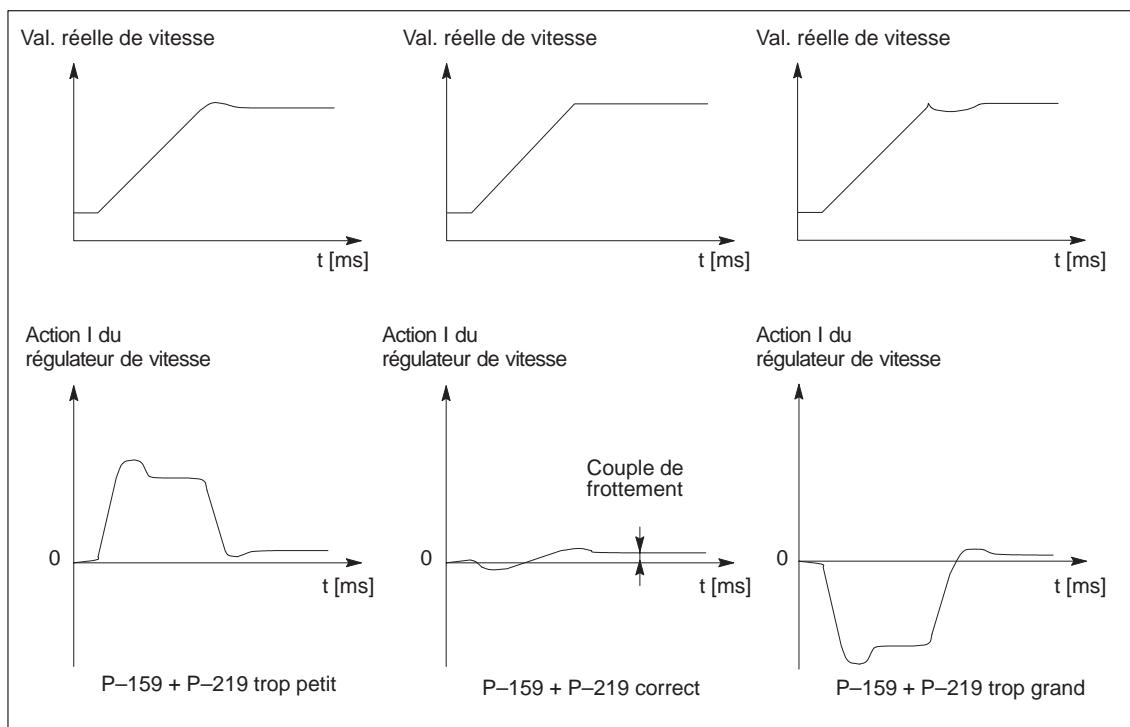 Val. réelle de vitesse
t [ms]
Val. réelle de vitesse
t [ms]
Val. réelle de vitesse
t [ms]
Action I du
régulateur de vitesse
0
t [ms]
P–159 + P–219 trop petit
Action I du
régulateur de vitesse
Couple de
frottement
0
t [ms]
P–159 + P–219 correct
Action I du
régulateur de vitesse
0
t [ms]
P–159 + P–219 trop grand